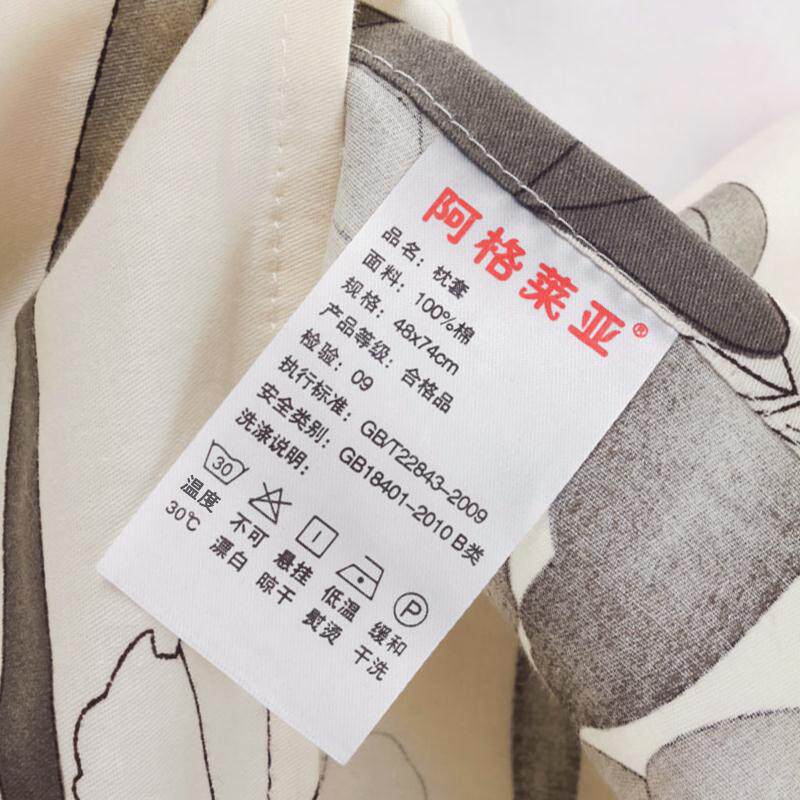 阿格莱亚®
品名：枕套
面料：100%棉
规格：48x74cm
产品等级：合格品
检验：09
执行标准：GB/T22843-2009
安全类别：GB18401-2010 B类
洗涤说明：
30 P
温度 不可 悬挂 低温 缓和
30℃ 漂白 晾干 熨烫 干洗